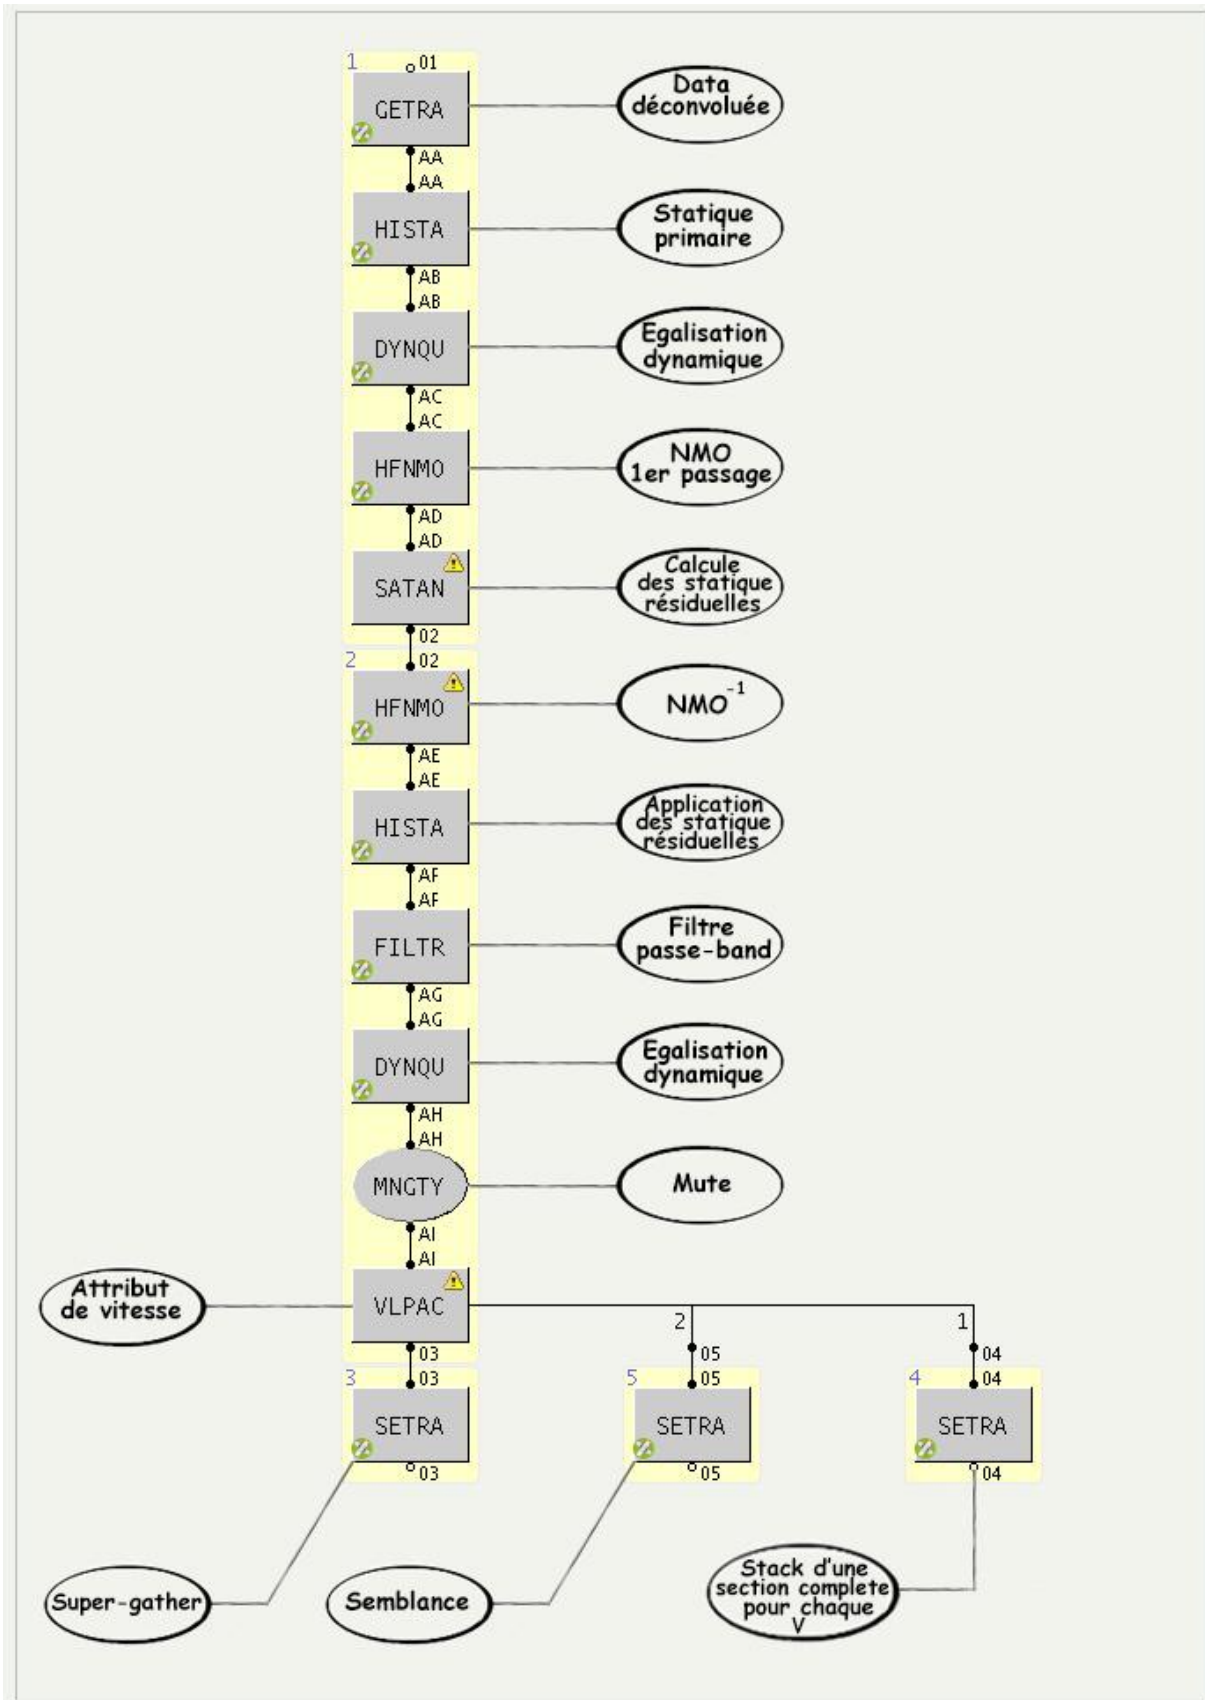 1
01
GETRA
Data
déconvoluée
AA
AA
HISTA
Statique
primaire
AB
AB
DYNQU
Egalisation
dynamique
AC
AC
HFNMO
NMO
1er passage
AD
AD
SATAN
Calcule
des statique
résiduelles
02
2
02
HFNMO
NMO-1
AE
AE
HISTA
Application
des statique
résiduelles
AF
AF
FILTR
Filtre
passe-band
AG
AG
DYNQU
Egalisation
dynamique
AH
AH
MNGTY
Mute
AI
AI
Attribut
de vitesse
VLPAC
2
1
03
05
04
3
03
5
05
4
04
SETRA
SETRA
SETRA
03
05
04
Super-gather
Semblance
Stack d'une
section complete
pour chaque
V